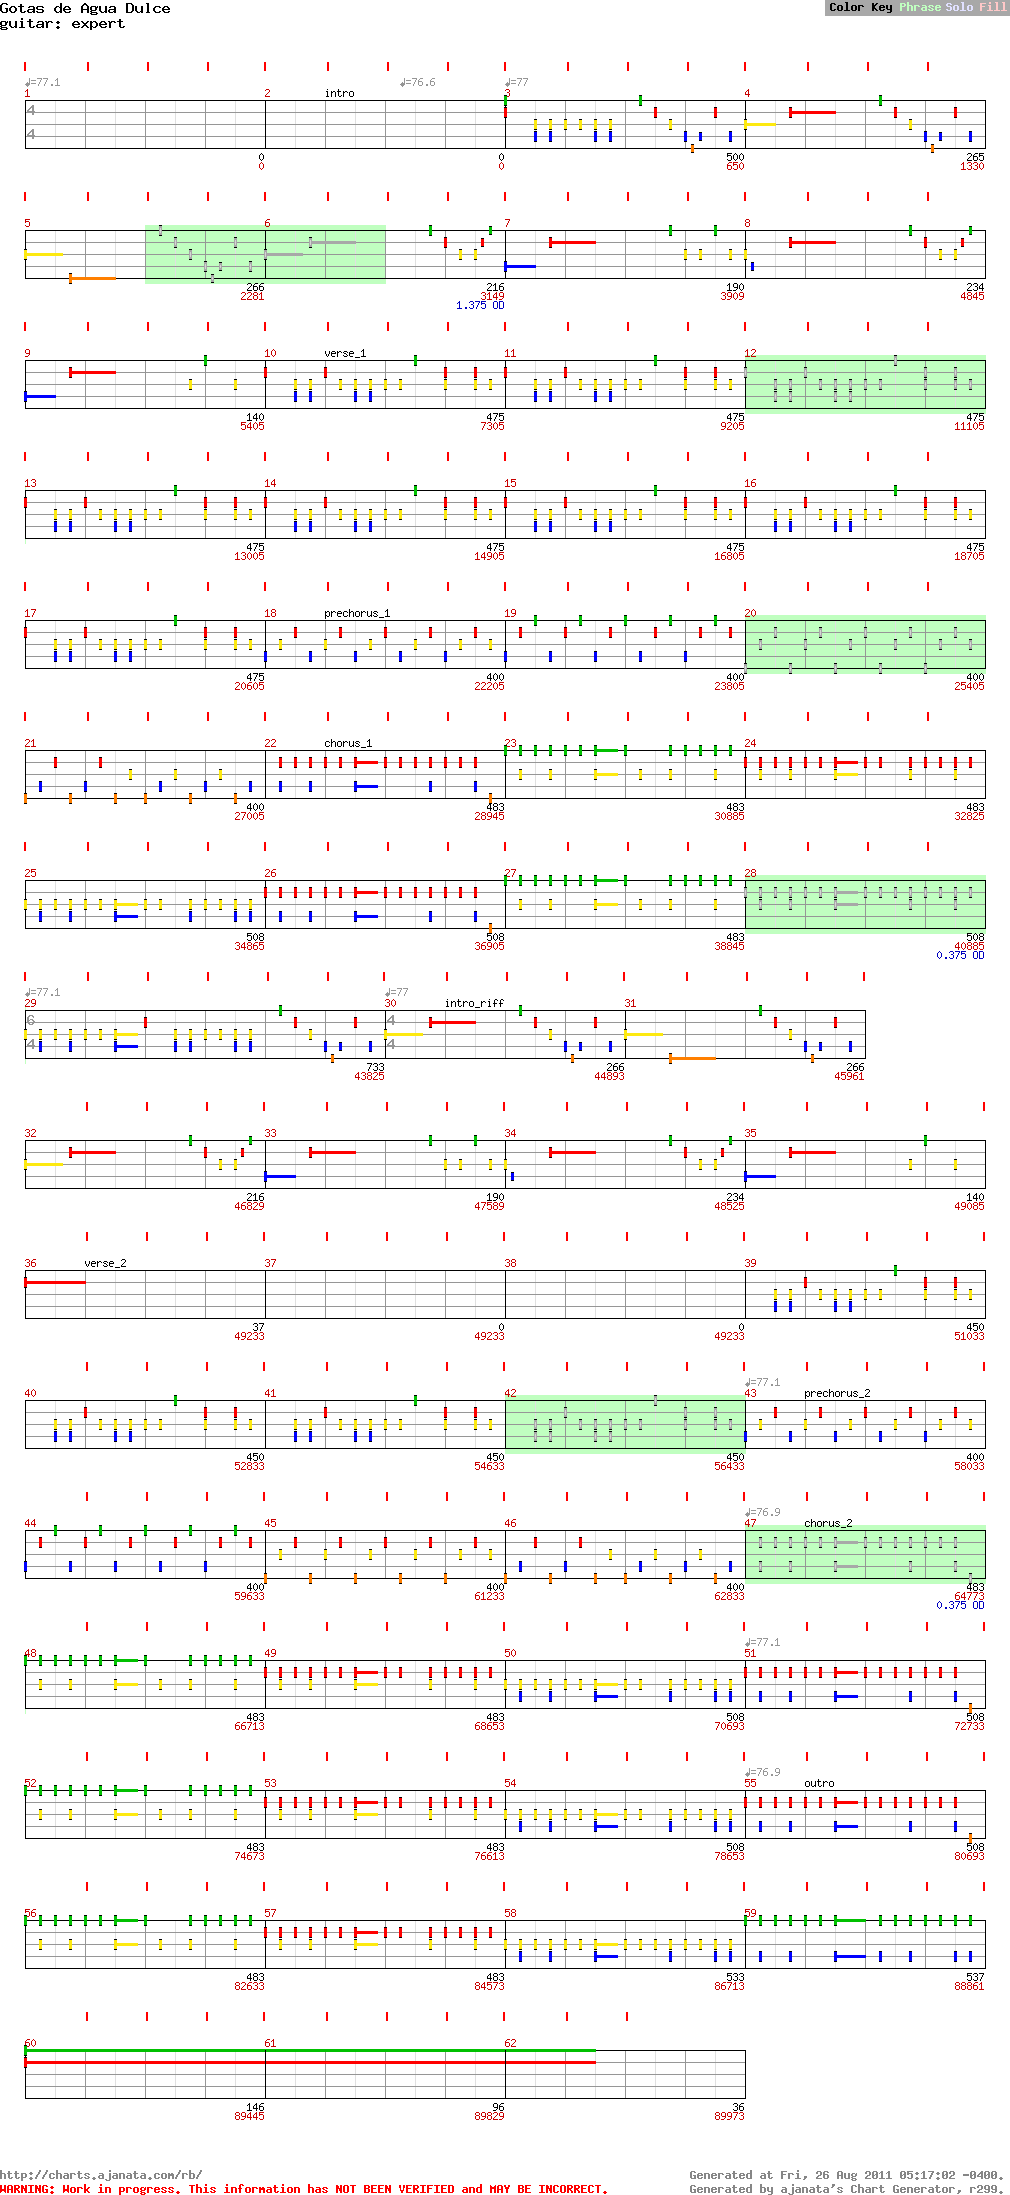 Gotas de Agua Dulce
guitar: expert
Color Key Phrase Solo Fill
♩=77.1 ♩=76.6 ♩=77
1 2 intro 3 4
4
4
0 0 500 265
0 0 650 1330
5 6 7 8
266 216 190 234
2281 3149 3909 4845
1.375 OD
9 10 verse_1 11 12
140 475 475 475
5405 7305 9205 11105
13 14 15 16
475 475 475 475
13005 14905 16805 18705
17 18 prechorus_1 19 20
475 400 400 400
20605 22205 23805 25405
21 22 chorus_1 23 24
400 483 483 483
27005 28945 30885 32825
25 26 27 28
508 508 483 508
34865 36905 38845 40885
0.375 OD
♩=77.1 ♩=77
29 30 intro_riff 31
6 4
4 4
733 266 266
43825 44893 45961
32 33 34 35
216 190 234 140
46829 47589 48525 49085
36 verse_2 37 38 39
37 0 0 450
49233 49233 49233 51033
♩=77.1
40 41 42 43 prechorus_2
450 450 450 400
52833 54633 56433 58033
♩=76.9
44 45 46 47 chorus_2
400 400 400 483
59633 61233 62833 64773
0.375 OD
♩=77.1
48 49 50 51
483 483 508 508
66713 68653 70693 72733
♩=76.9
52 53 54 55 outro
483 483 508 508
74673 76613 78653 80693
56 57 58 59
483 483 533 537
82633 84573 86713 88861
60 61 62
146 96 36
89445 89829 89973
http://charts.ajanata.com/rb/
Generated at Fri, 26 Aug 2011 05:17:02 -0400.
WARNING: Work in progress. This information has NOT BEEN VERIFIED and MAY BE INCORRECT.
Generated by ajanata's Chart Generator, r299.